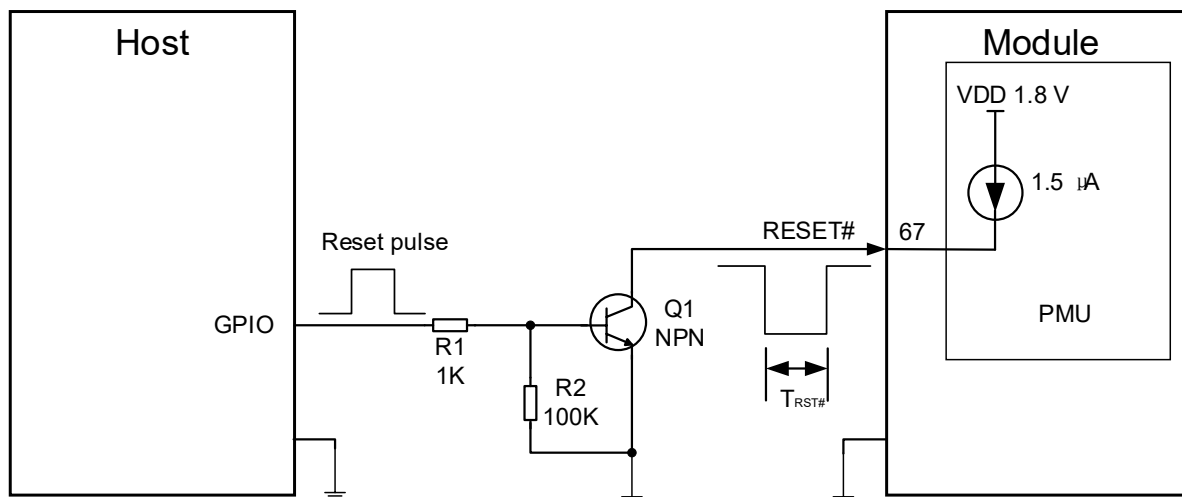 Host
Module
VDD 1.8 V
1.5 µA
RESET#
67
Reset pulse
GPIO
Q1
NPN
PMU
R1
1K
R2
100K
TRST#